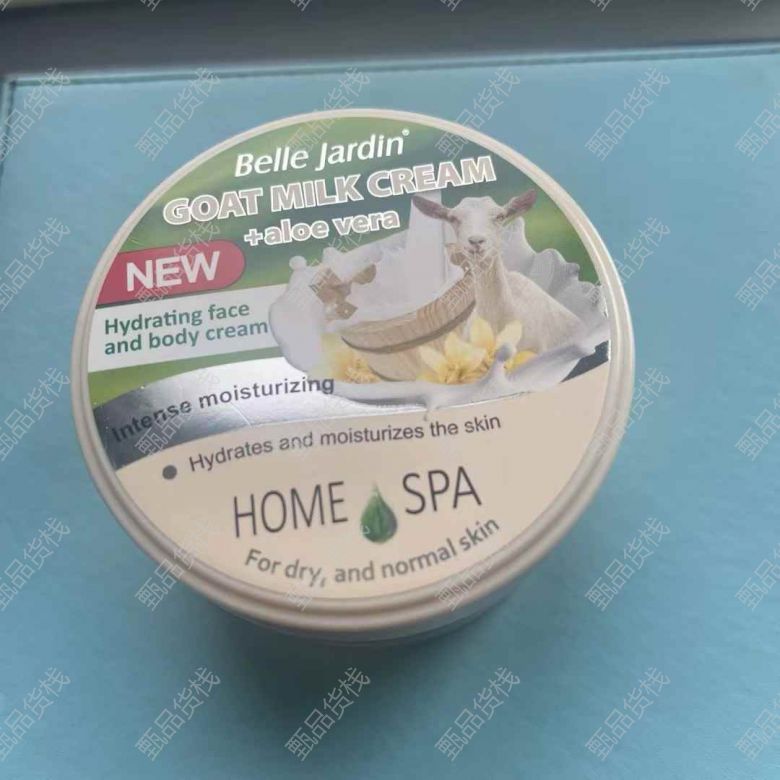 Belle Jardin®
GOAT MILK CREAM
+aloe vera
NEW
Hydrating face
and body cream
Intense moisturizing
• Hydrates and moisturizes the skin
HOME SPA
For dry, and normal skin
甄品货栈